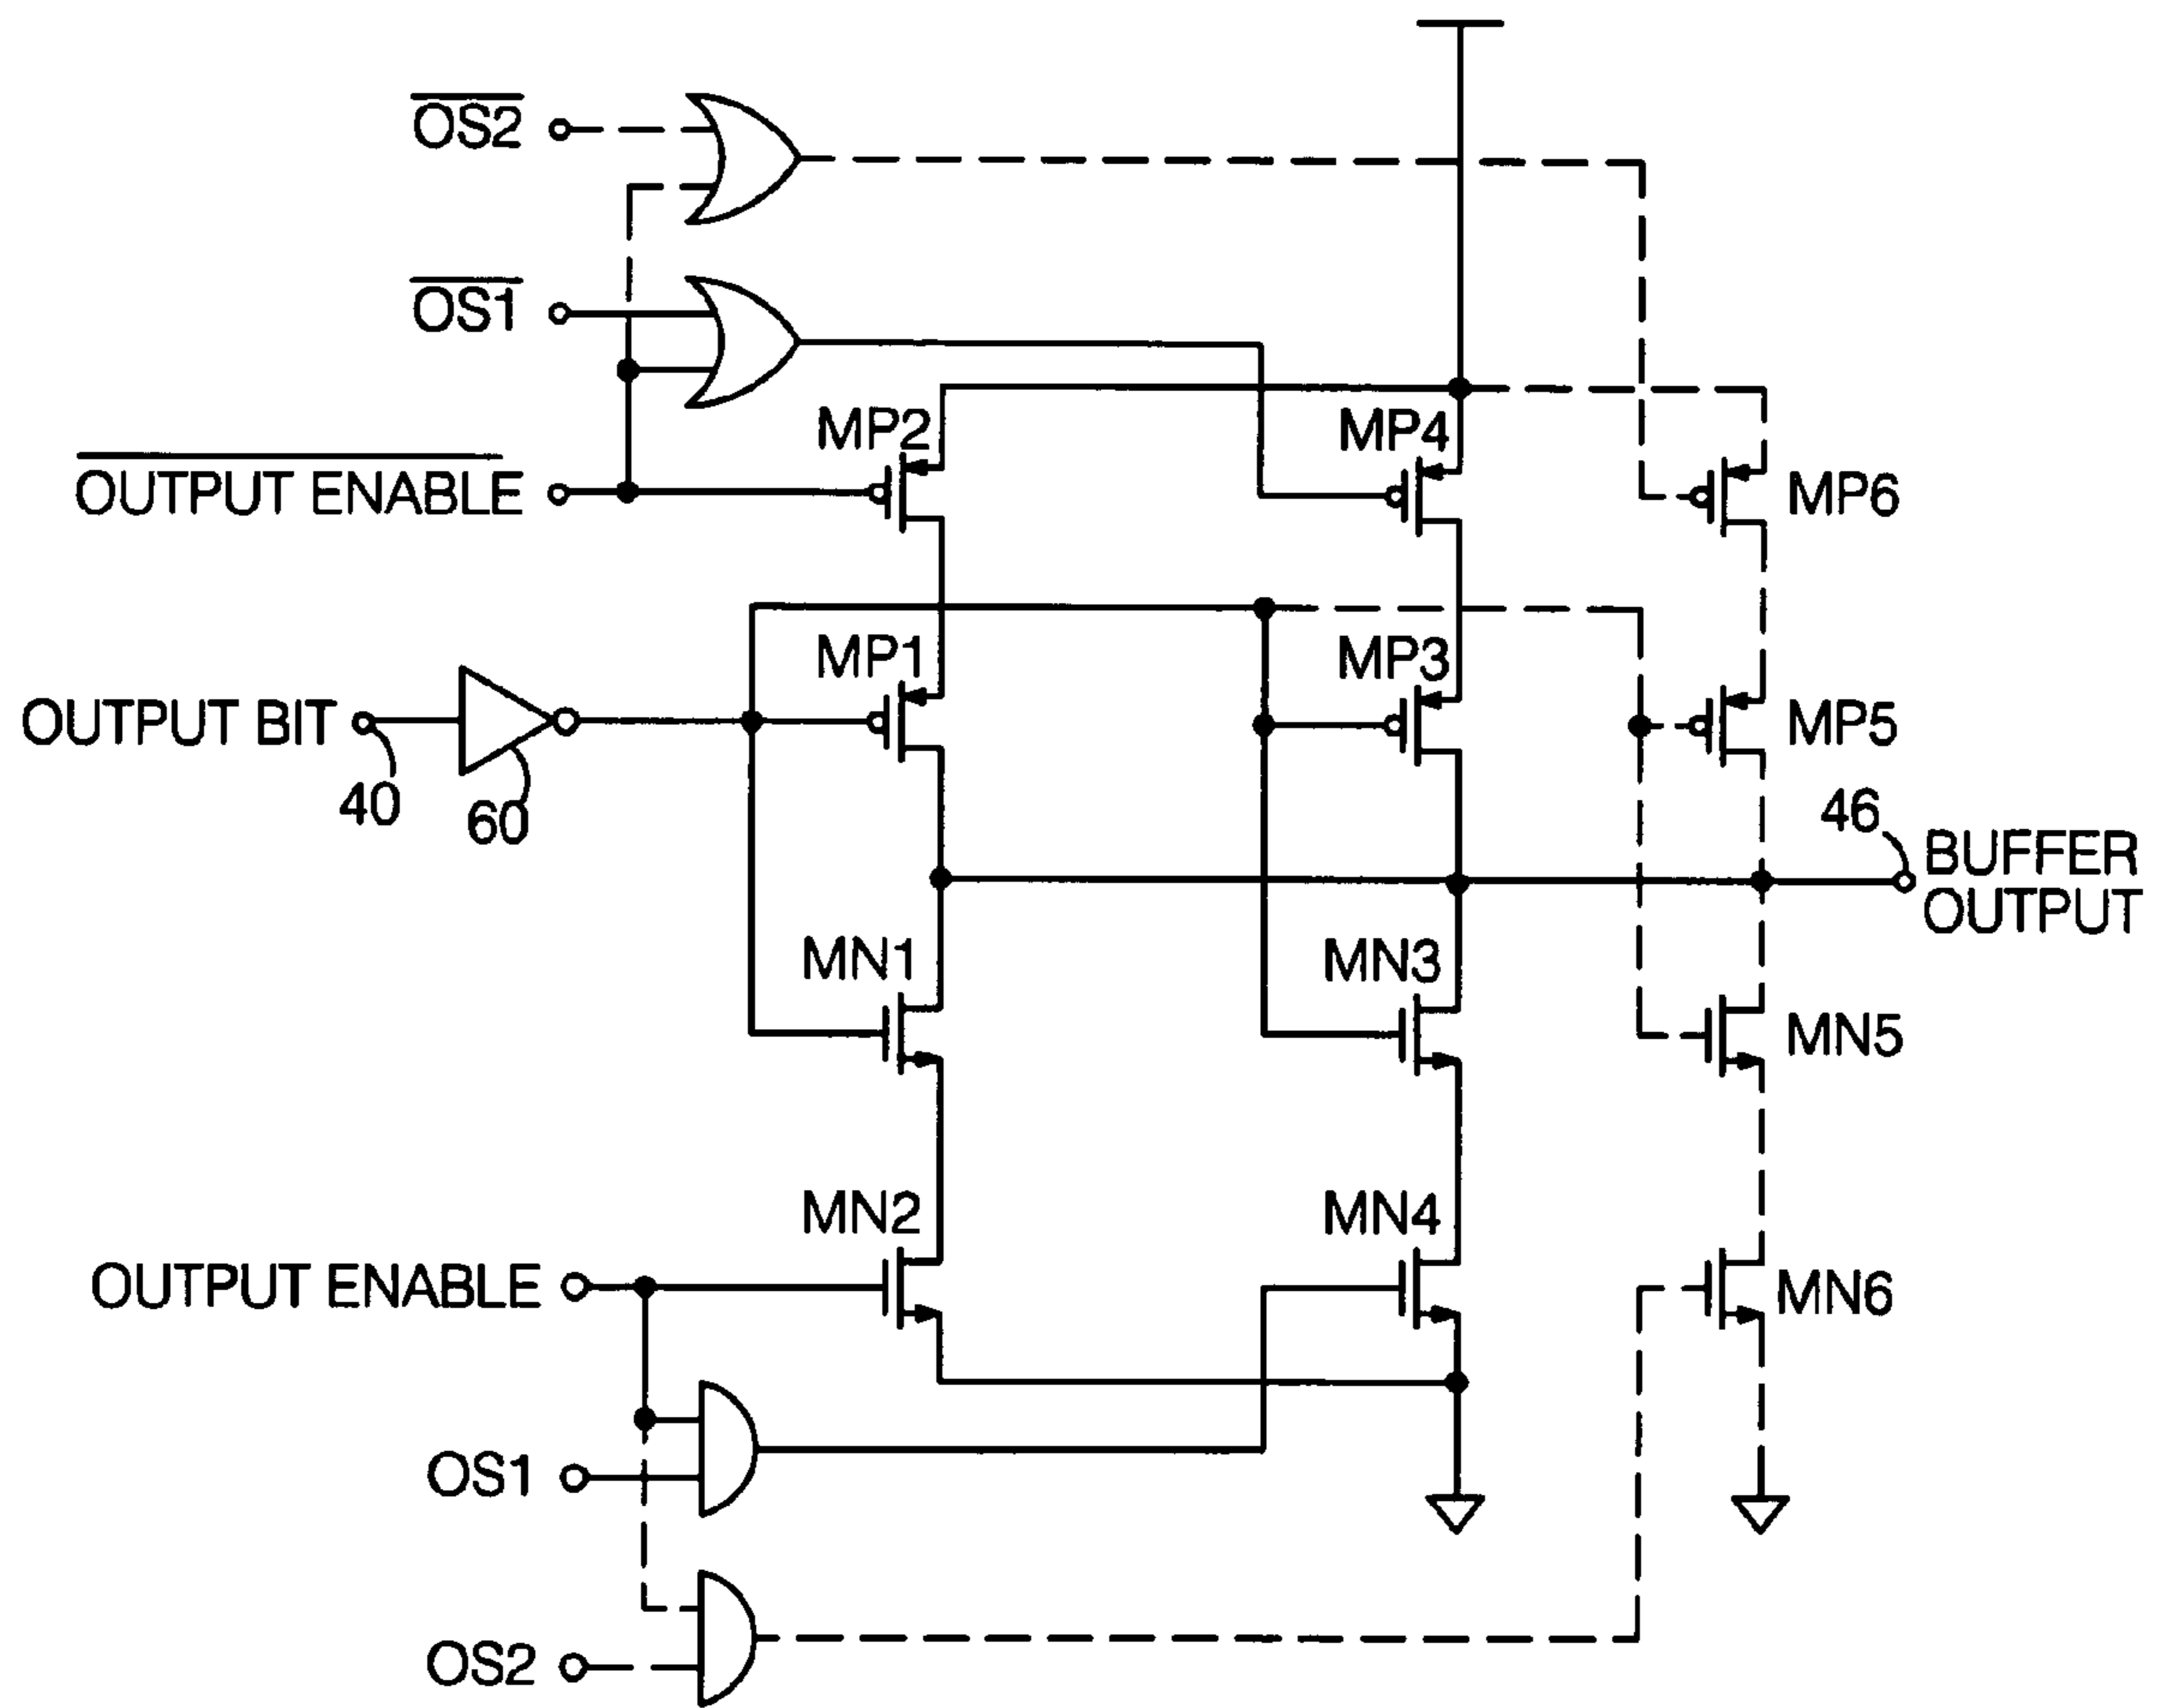 OS2
OS1
MP2
MP4
OUTPUT ENABLE
MP6
MP1
MP3
OUTPUT BIT
MP5
40
60
46
BUFFER
OUTPUT
MN1
MN3
MN5
MN2
MN4
OUTPUT ENABLE
MN6
OS1
OS2